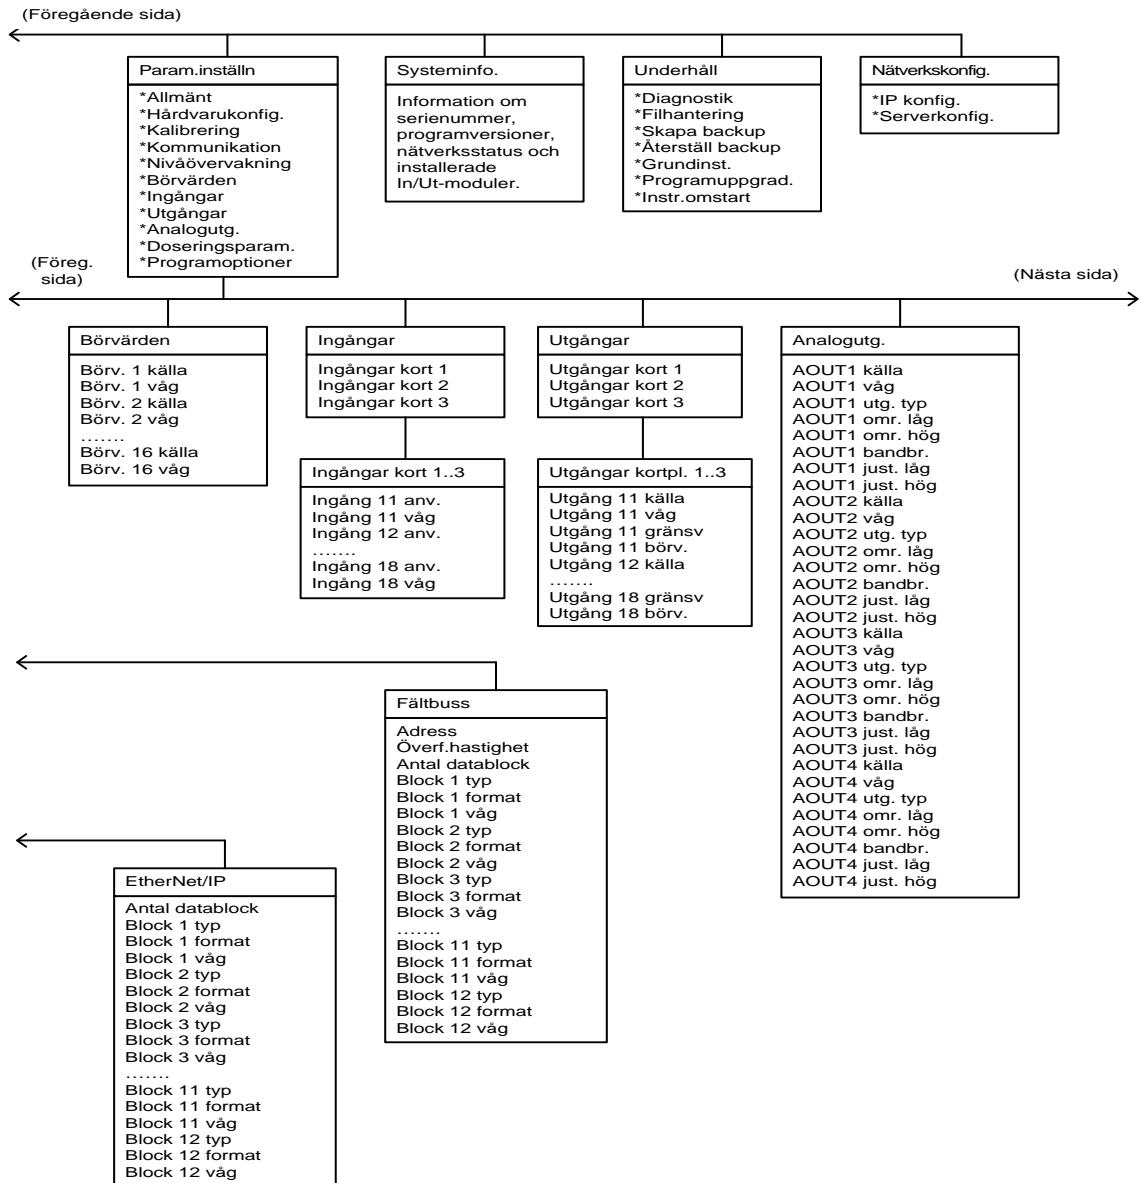 (Föregående sida)
Param.inställn
*Allmänt
*Hårdvarukonfig.
*Kalibrering
*Kommunikation
*Nivåövervakning
*Börvärden
*Ingångar
*Utgångar
*Analogutg.
*Doseringsparam.
*Programoptioner
Systeminfo.
Information om
serienummer,
programversioner,
nätverksstatus och
installerade
In/Ut-moduler.
Underhåll
*Diagnostik
*Filhantering
*Skapa backup
*Återställ backup
*Grundinst.
*Programuppgrad.
*Instr.omstart
Nätverkskonfig.
*IP konfig.
*Serverkonfig.
(Föreg.
sida)
(Nästa sida)
Börvärden
Börv. 1 källa
Börv. 1 våg
Börv. 2 källa
Börv. 2 våg
.......
Börv. 16 källa
Börv. 16 våg
Ingångar
Ingångar kort 1
Ingångar kort 2
Ingångar kort 3
Ingångar kort 1..3
Ingång 11 anv.
Ingång 11 våg
Ingång 12 anv.
.......
Ingång 18 anv.
Ingång 18 våg
Utgångar
Utgångar kort 1
Utgångar kort 2
Utgångar kort 3
Utgångar kortpl. 1..3
Utgång 11 källa
Utgång 11 våg
Utgång 11 gränsv
Utgång 11 börv.
Utgång 12 källa
.......
Utgång 18 gränsv
Utgång 18 börv.
Analogutg.
AOUT1 källa
AOUT1 våg
AOUT1 utg. typ
AOUT1 omr. låg
AOUT1 omr. hög
AOUT1 bandbr.
AOUT1 just. låg
AOUT1 just. hög
AOUT2 källa
AOUT2 våg
AOUT2 utg. typ
AOUT2 omr. låg
AOUT2 omr. hög
AOUT2 bandbr.
AOUT2 just. låg
AOUT2 just. hög
AOUT3 källa
AOUT3 våg
AOUT3 utg. typ
AOUT3 omr. låg
AOUT3 omr. hög
AOUT3 bandbr.
AOUT3 just. låg
AOUT3 just. hög
AOUT4 källa
AOUT4 våg
AOUT4 utg. typ
AOUT4 omr. låg
AOUT4 omr. hög
AOUT4 bandbr.
AOUT4 just. låg
AOUT4 just. hög
Fältbuss
Adress
Överf.hastighet
Antal datablock
Block 1 typ
Block 1 format
Block 1 våg
Block 2 typ
Block 2 format
Block 2 våg
Block 3 typ
Block 3 format
Block 3 våg
.......
Block 11 typ
Block 11 format
Block 11 våg
Block 12 typ
Block 12 format
Block 12 våg
EtherNet/IP
Antal datablock
Block 1 typ
Block 1 format
Block 1 våg
Block 2 typ
Block 2 format
Block 2 våg
Block 3 typ
Block 3 format
Block 3 våg
.......
Block 11 typ
Block 11 format
Block 11 våg
Block 12 typ
Block 12 format
Block 12 våg